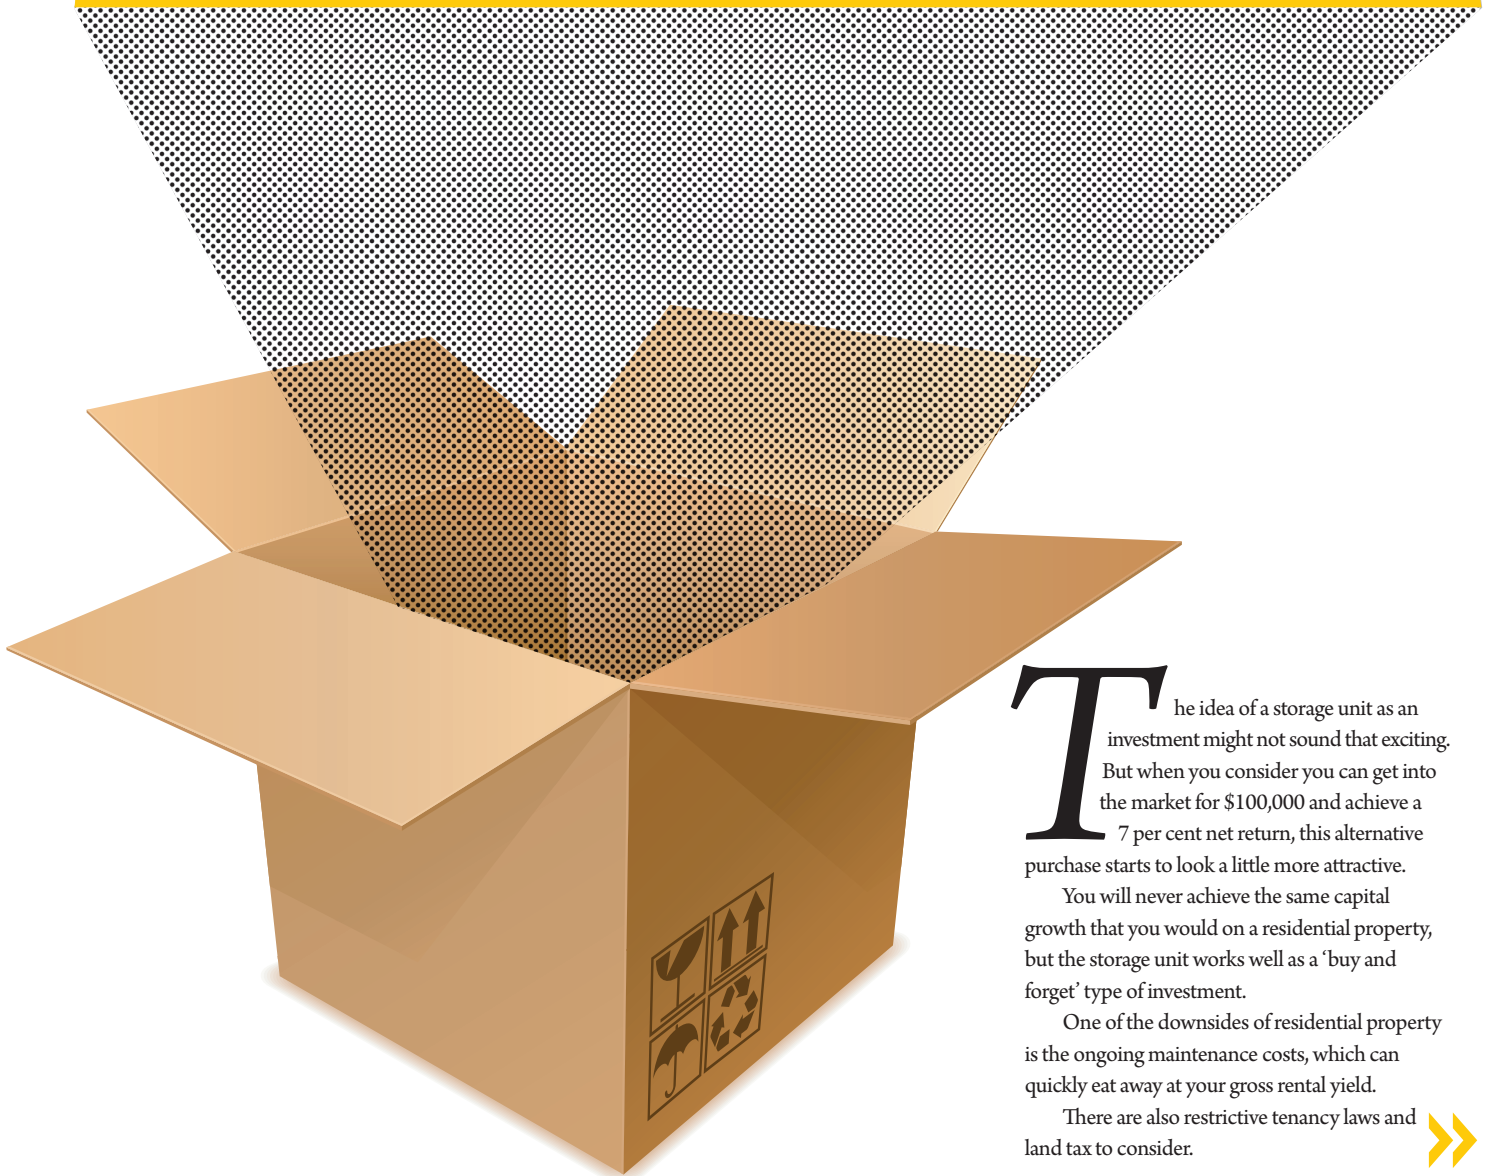 The idea of a storage unit as an
investment might not sound that exciting.
But when you consider you can get into
the market for $100,000 and achieve a
7 per cent net return, this alternative
purchase starts to look a little more attractive.
You will never achieve the same capital
growth that you would on a residential property,
but the storage unit works well as a ‘buy and
forget’ type of investment.
One of the downsides of residential property
is the ongoing maintenance costs, which can
quickly eat away at your gross rental yield.
There are also restrictive tenancy laws and
land tax to consider.